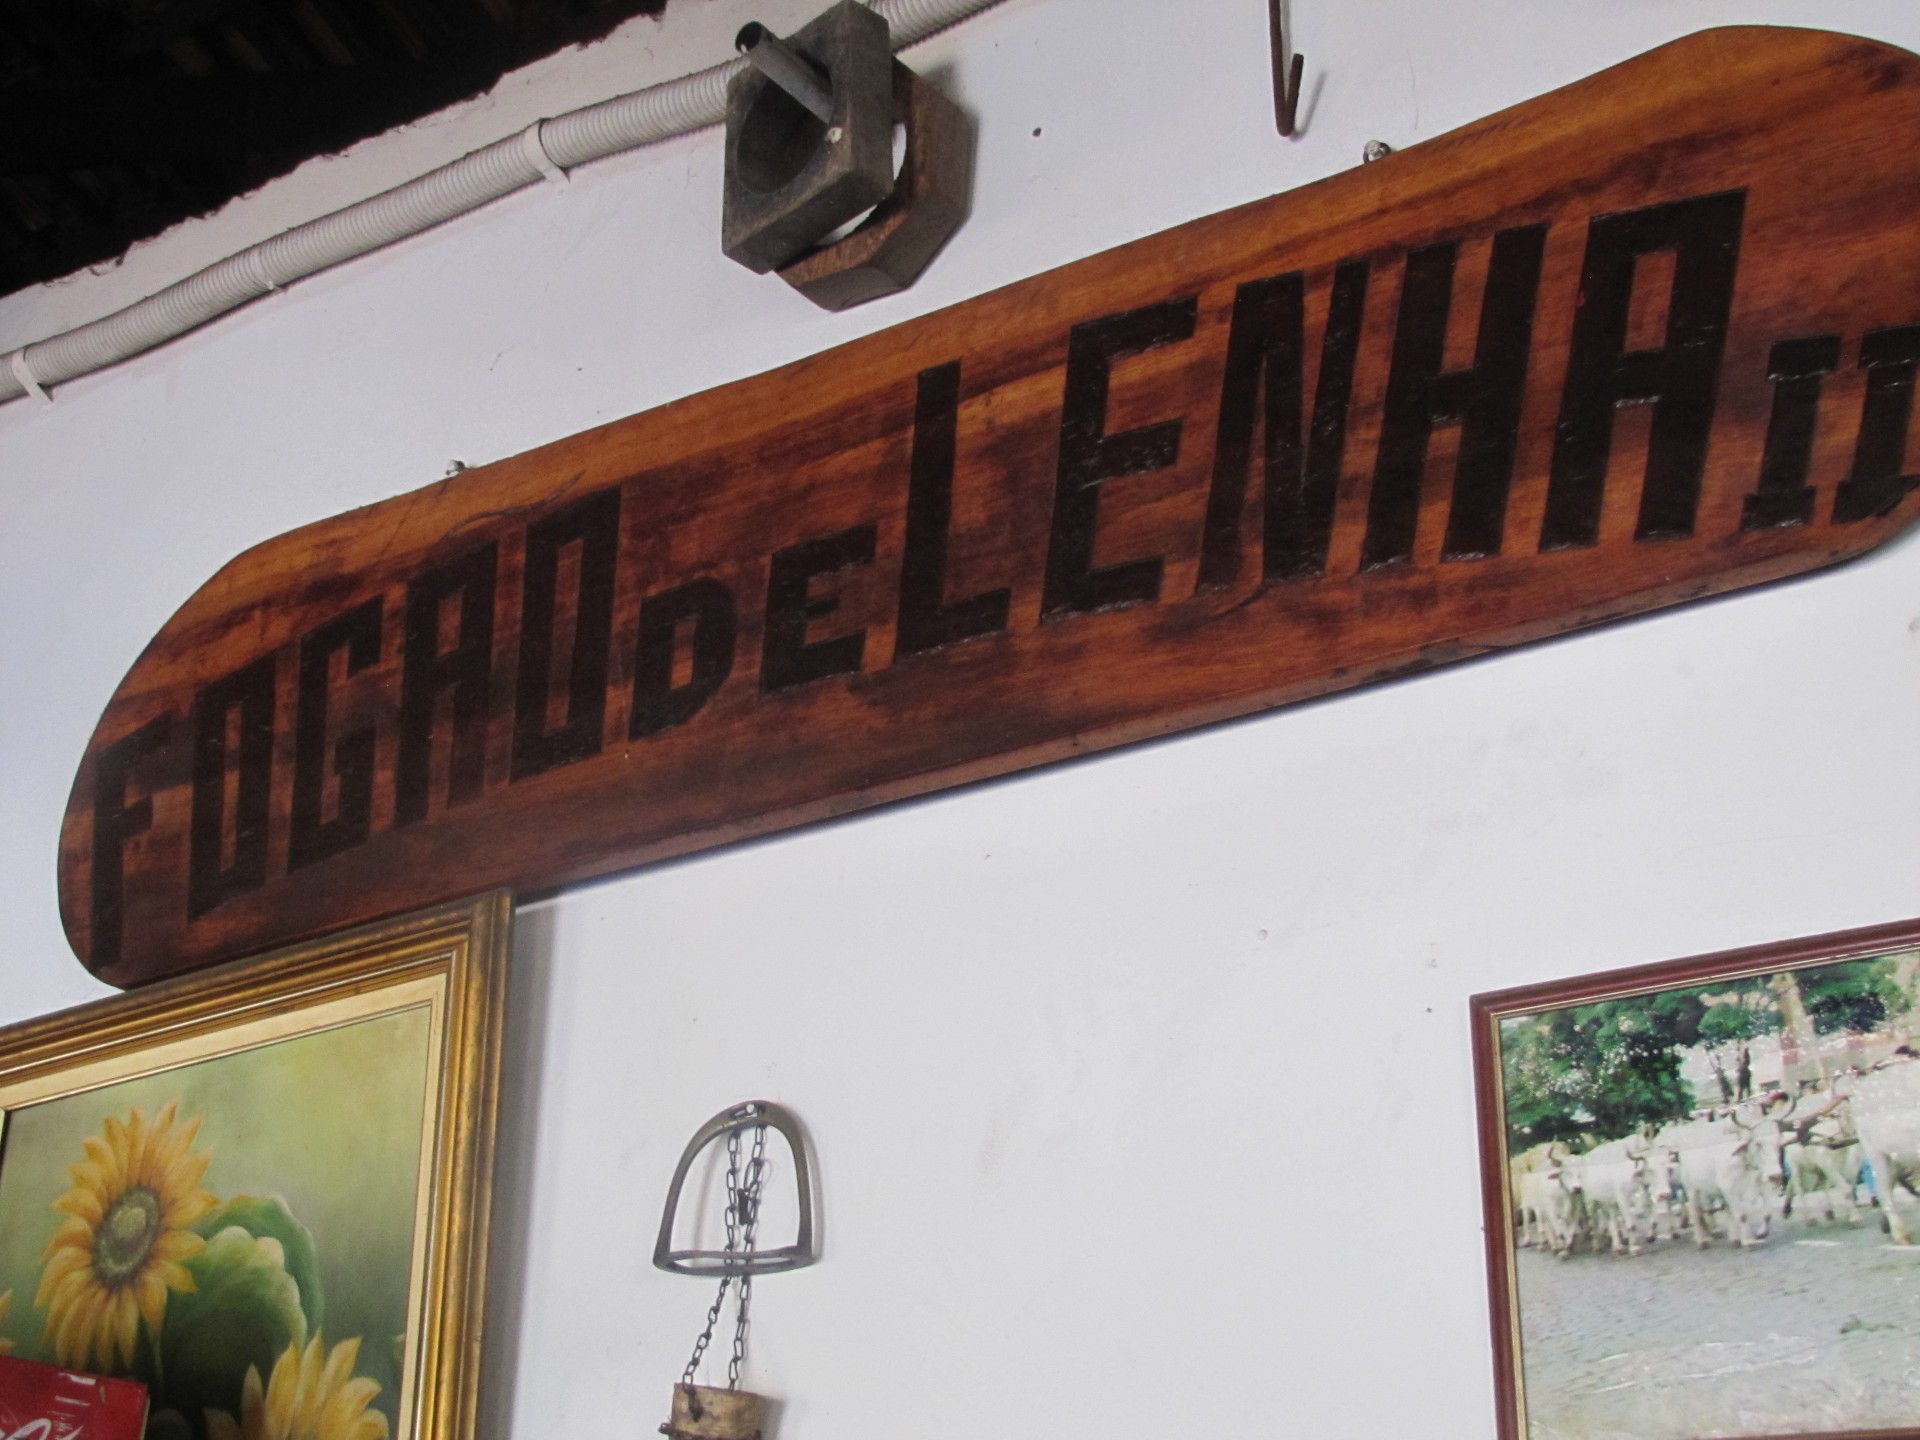 FOGAO DE LENHA II